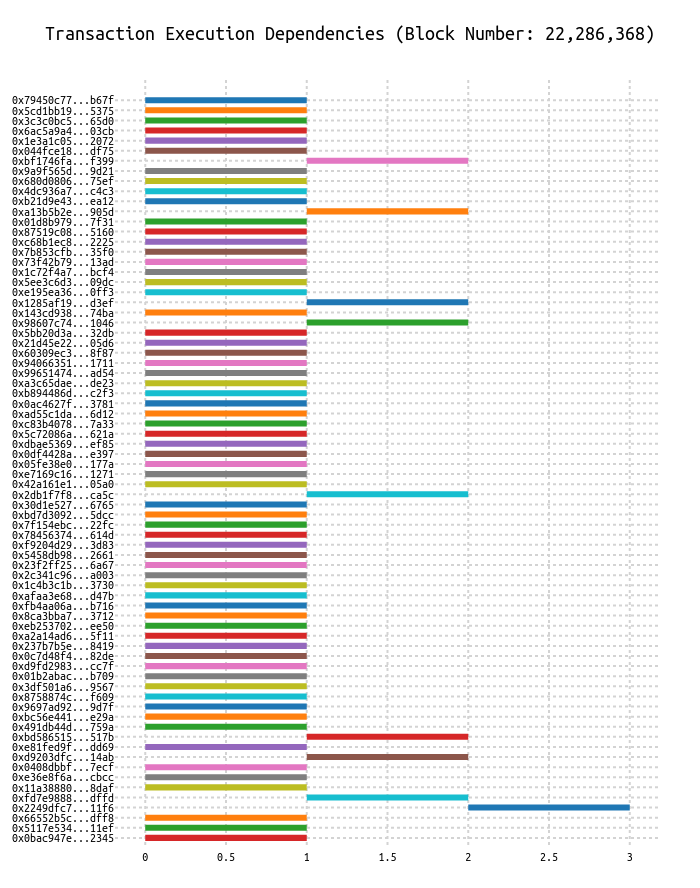 Transaction Execution Dependencies (Block Number: 22,286,368)
0x79450c77...b67f
0x5cd1bb19...5375
0x3c3c0bc5...65d0
0x6ac5a9a4...03cb
0x1e3a1c05...2072
0x044fce18...df75
0xbf1746fa...f399
0x9a9f565d...9d21
0x680d0806...75ef
0x4dc936a7...c4c3
0xb21d9e43...ea12
0xa13b5b2e...905d
0x01d8b979...7f31
0x87519c08...5160
0xc68b1ec8...2225
0x7b853cfb...35f0
0x73f42b79...13ad
0x1c72f4a7...bcf4
0x5ee3c6d3...09dc
0xe195ea36...0ff3
0x1285af19...d3ef
0x143cd938...74ba
0x98607c74...1046
0x5bb20d3a...32db
0x21d45e22...05d6
0x60309ec3...8f87
0x94066351...1711
0x99651474...ad54
0xa3c65dae...de23
0xb894486d...c2f3
0x0ac4627f...3781
0xad55c1da...6d12
0xc83b4078...7a33
0x5c72086a...621a
0xdbae5369...ef85
0x0df4428a...e397
0x05fe38e0...177a
0xe7169c16...1271
0x42a161e1...05a0
0x2db1f7f8...ca5c
0x30d1e527...6765
0xbd7d3092...5dcc
0x7f154ebc...22fc
0x78456374...614d
0xf9204d29...3d83
0x5458db98...2661
0x23f2ff25...6a67
0x2c341c96...a003
0x1c4b3c1b...3730
0xafaa3e68...d47b
0xfb4aa06a...b716
0x8ca3bba7...3712
0xeb253702...ee50
0xa2a14ad6...5f11
0x237b7b5e...8419
0x0c7d48f4...82de
0xd9fd2983...cc7f
0x01b2abac...b709
0x3df501a6...9567
0x8758874c...f609
0x9697ad92...9d7f
0xbc56e441...e29a
0x491db44d...759a
0xbd586515...517b
0xe81fed9f...dd69
0xd9203dfc...14ab
0x0408dbbf...7ecf
0xe36e8f6a...cbcc
0x11a38880...8daf
0xfd7e9888...dffd
0x2249dfc7...11f6
0x66552b5c...dff8
0x5117e534...11ef
0x0bac947e...2345
0 0.5 1 1.5 2 2.5 3